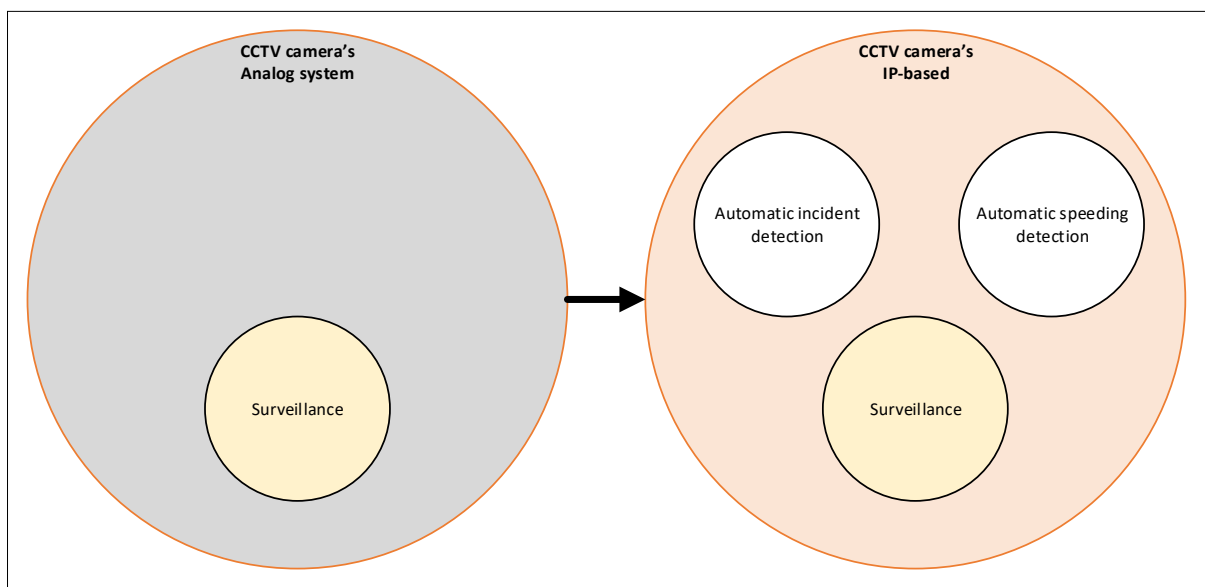 CCTV camera's
Analog system
Surveillance
CCTV camera's
IP-based
Automatic incident
detection
Automatic speeding
detection
Surveillance